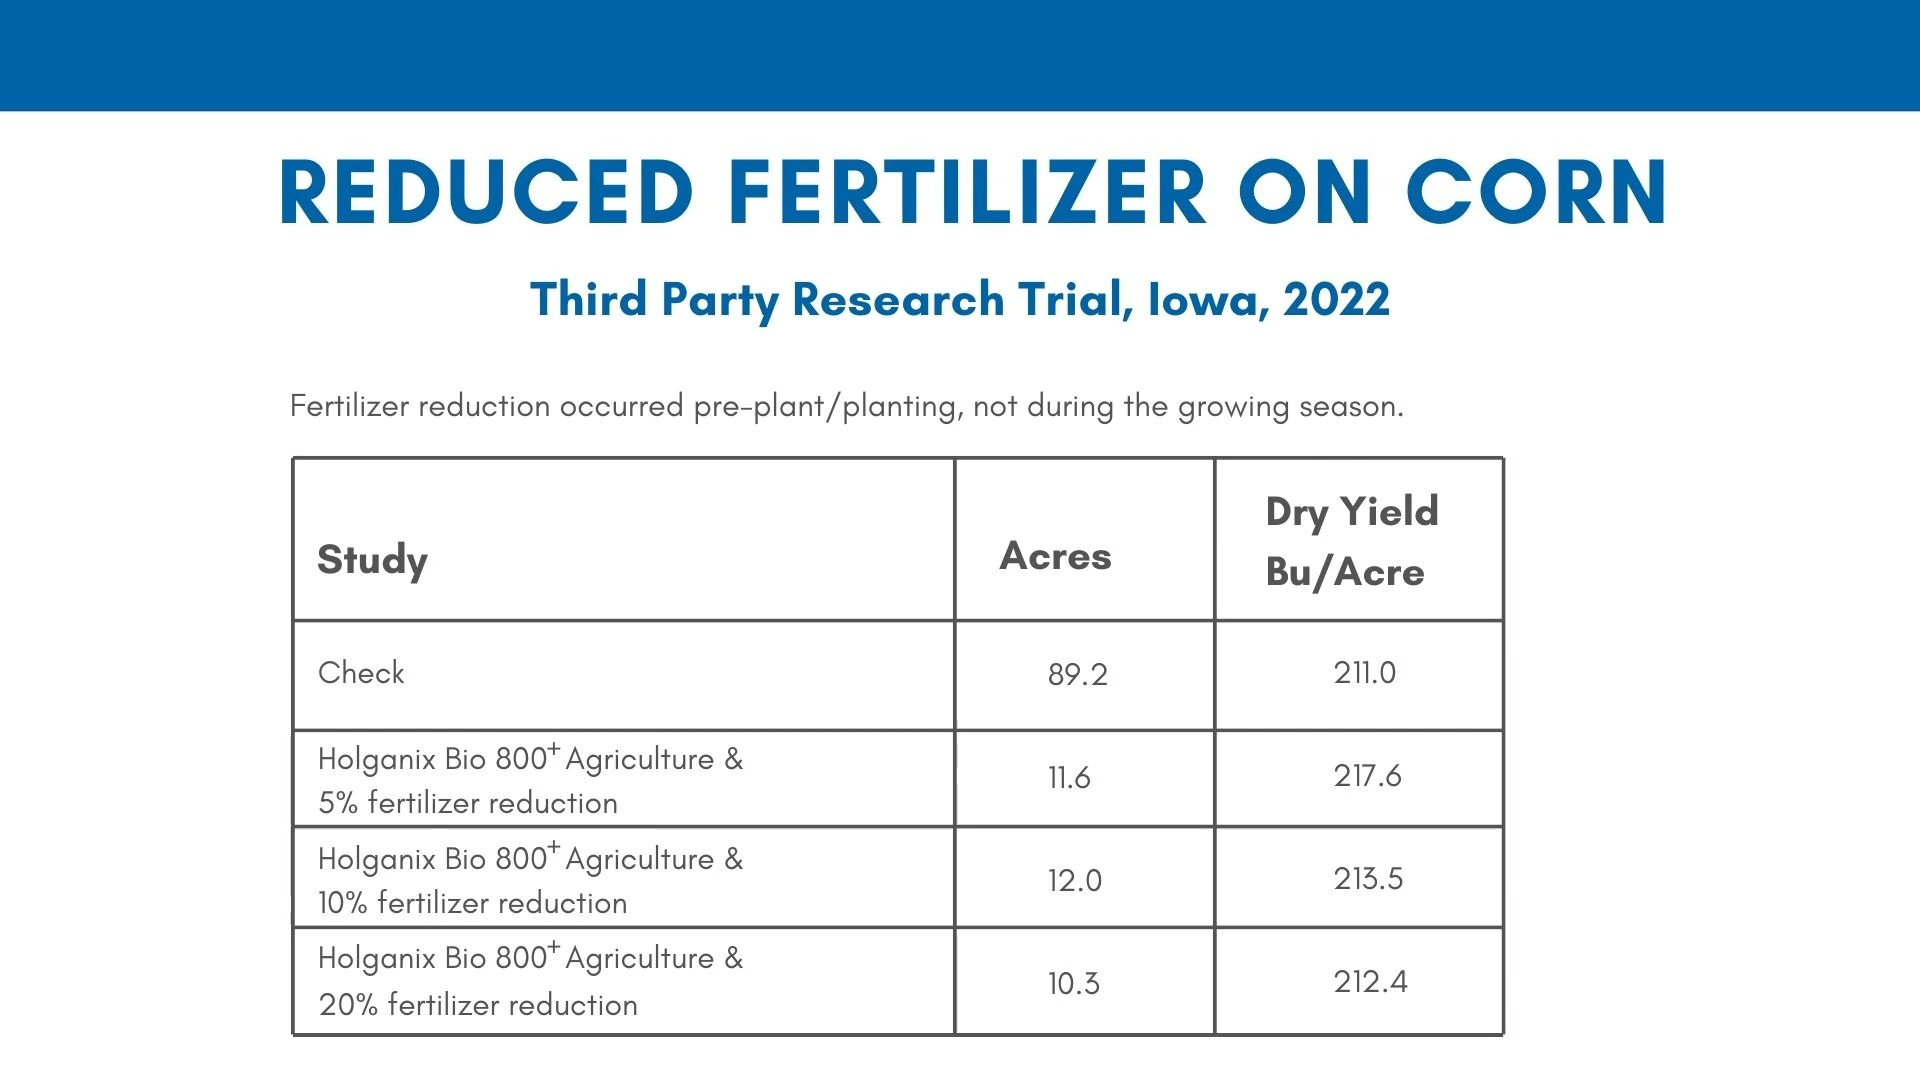 REDUCED FERTILIZER ON CORN
Third Party Research Trial, Iowa, 2022
Fertilizer reduction occurred pre-plant/planting, not during the growing season.
Study
Acres
Dry Yield
Bu/Acre
Check
89.2
211.0
Holganix Bio 800+ Agriculture &
5% fertilizer reduction
11.6
217.6
Holganix Bio 800+ Agriculture &
10% fertilizer reduction
12.0
213.5
Holganix Bio 800+ Agriculture &
20% fertilizer reduction
10.3
212.4